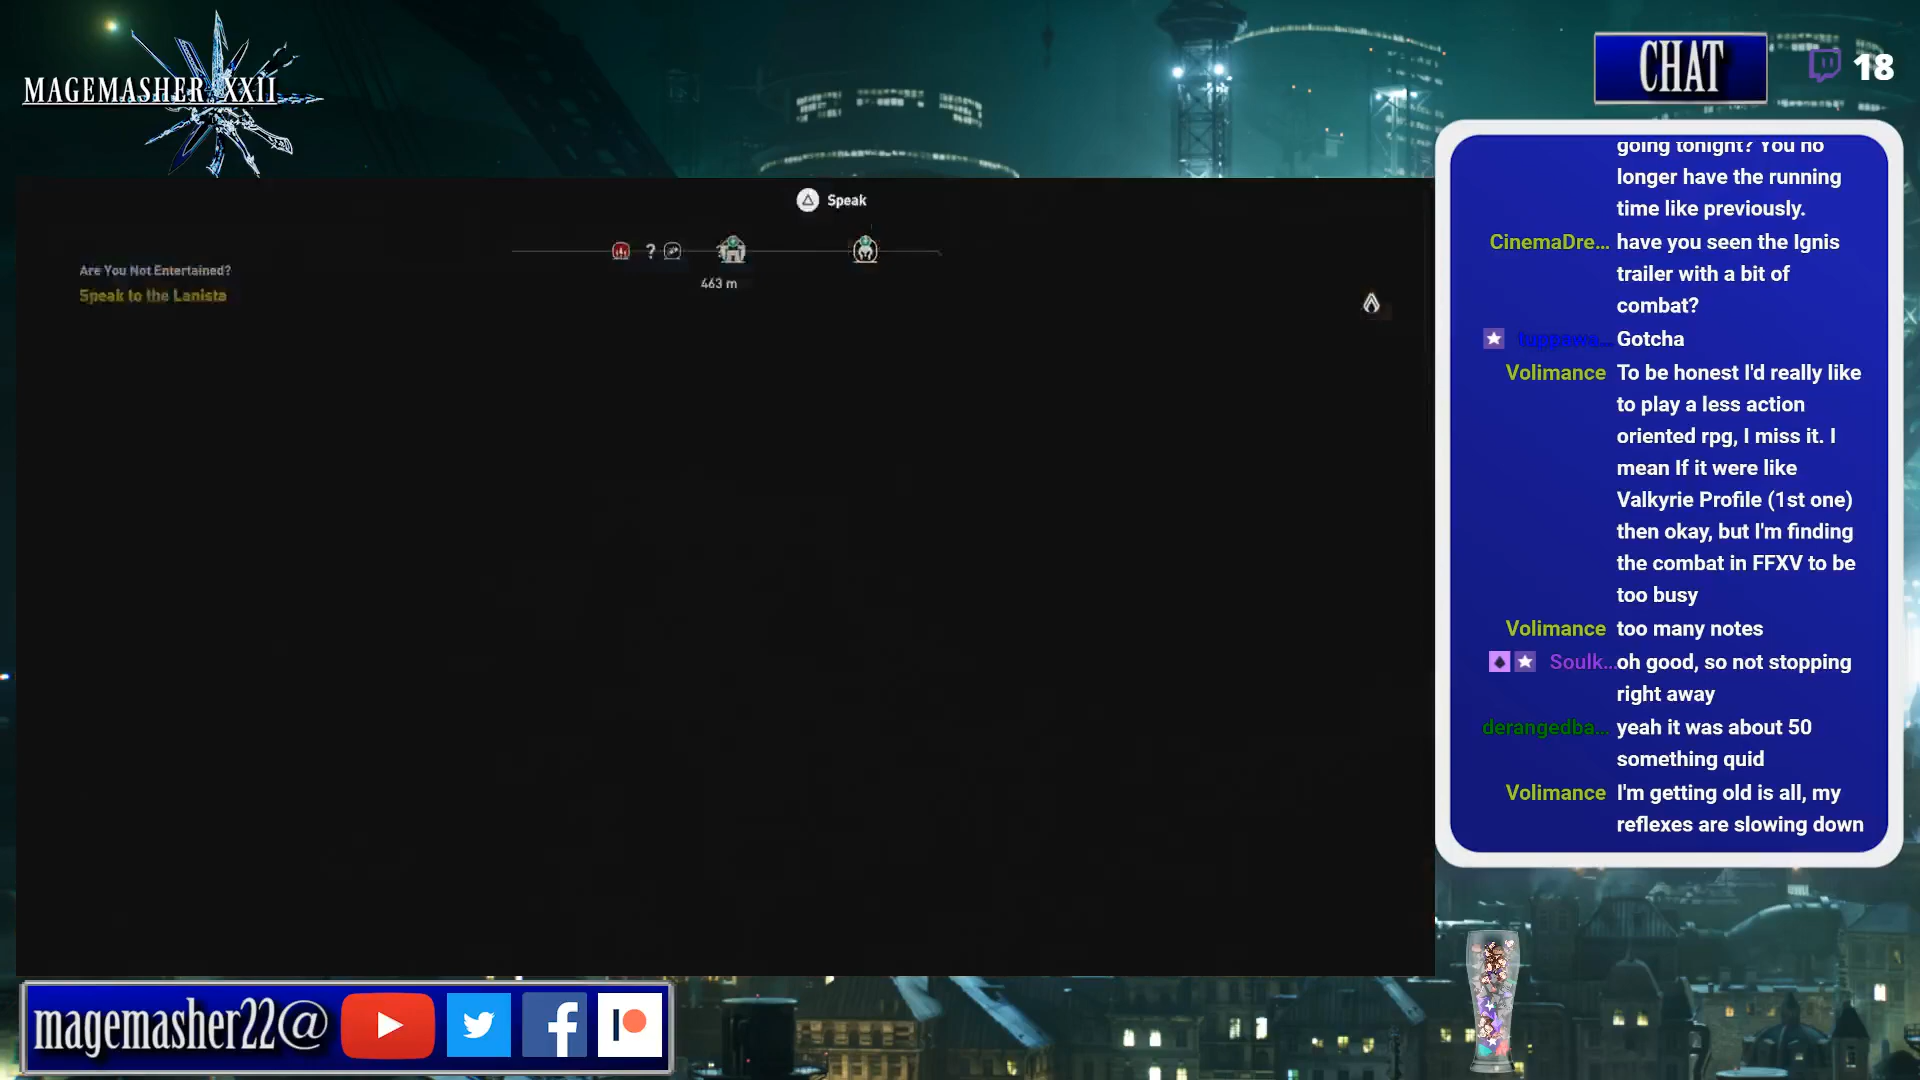 MAGEMASHER XXII
CHAT
18
Speak
?
463 m
Are You Not Entertained?
Speak to the Lanista
going tonight? You no
longer have the running
time like previously.
CinemaDre... have you seen the Ignis
trailer with a bit of
combat?
tuppawa... Gotcha
Volimance To be honest I'd really like
to play a less action
oriented rpg, I miss it. I
mean If it were like
Valkyrie Profile (1st one)
then okay, but I'm finding
the combat in FFXV to be
too busy
Volimance too many notes
Soulk... oh good, so not stopping
right away
derangedba... yeah it was about 50
something quid
Volimance I'm getting old is all, my
reflexes are slowing down
magemasher22@